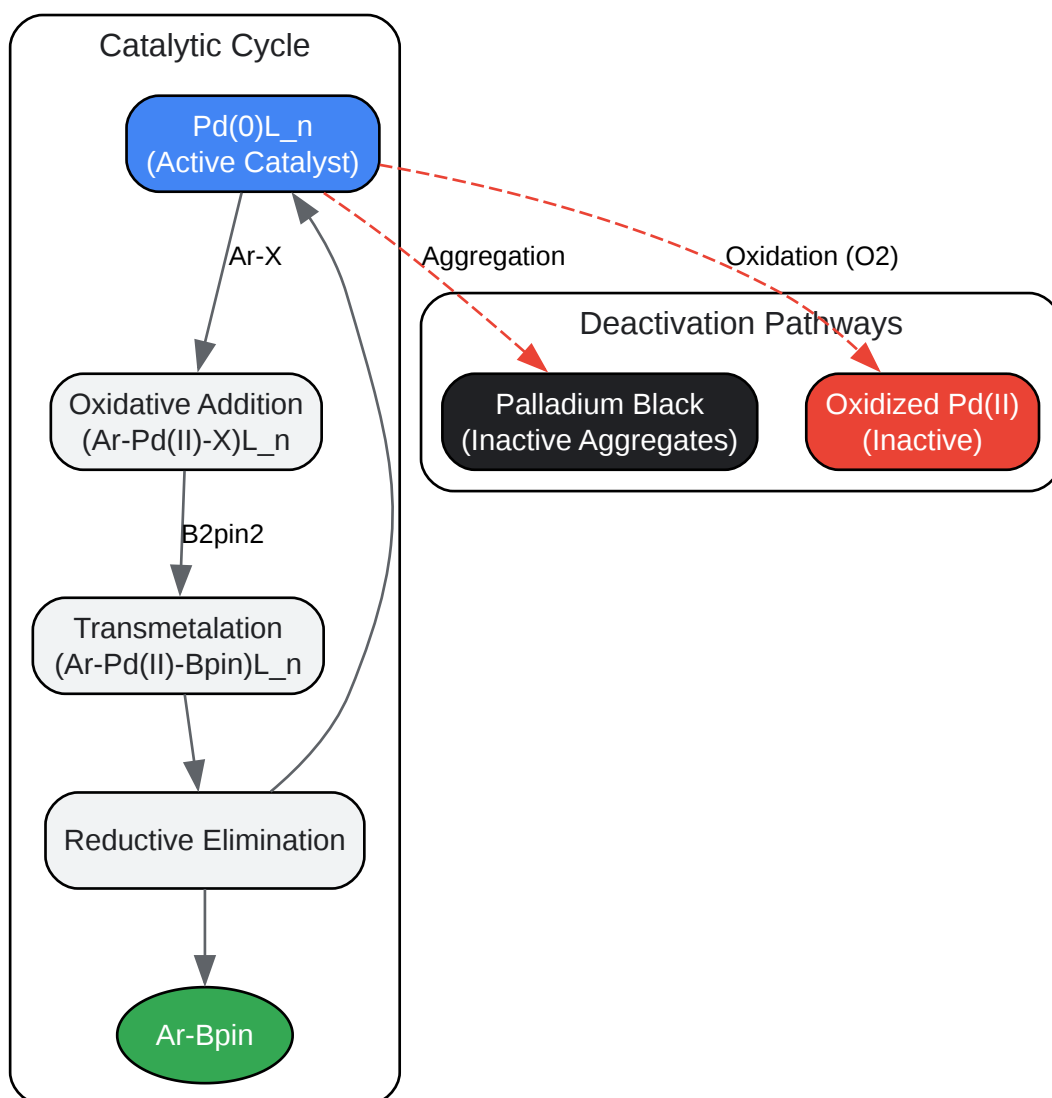 Catalytic Cycle
Pd(0)L_n
(Active Catalyst)
Ar-X
Aggregation
Oxidation (O2)
Deactivation Pathways
Oxidative Addition
(Ar-Pd(II)-X)L_n
Palladium Black
(Inactive Aggregates)
Oxidized Pd(II)
(Inactive)
B2pin2
Transmetalation
(Ar-Pd(II)-Bpin)L_n
Reductive Elimination
Ar-Bpin